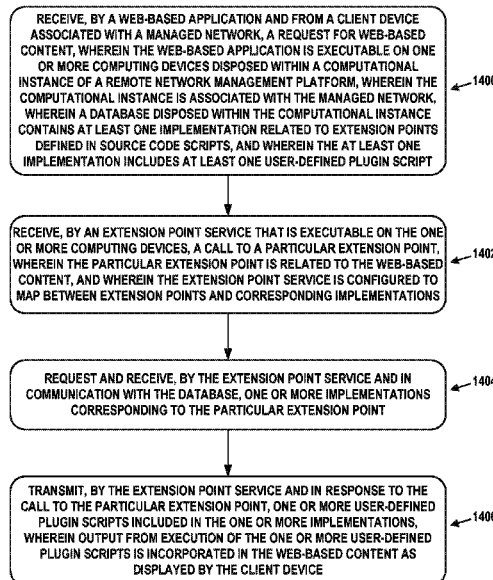 RECEIVE, BY A WEB-BASED APPLICATION AND FROM A CLIENT DEVICE
ASSOCIATED WITH A MANAGED NETWORK, A REQUEST FOR WEB-BASED
CONTENT, WHEREIN THE WEB-BASED APPLICATION IS EXECUTABLE ON ONE
OR MORE COMPUTING DEVICES DISPOSED WITHIN A COMPUTATIONAL
INSTANCE OF A REMOTE NETWORK MANAGEMENT PLATFORM, WHEREIN THE
COMPUTATIONAL INSTANCE IS ASSOCIATED WITH THE MANAGED NETWORK,
WHEREIN A DATABASE DISPOSED WITHIN THE COMPUTATIONAL INSTANCE
CONTAINS AT LEAST ONE IMPLEMENTATION RELATED TO EXTENSION POINTS
DEFINED IN SOURCE CODE SCRIPTS, AND WHEREIN THE AT LEAST ONE
IMPLEMENTATION INCLUDES AT LEAST ONE USER-DEFINED PLUGIN SCRIPT
1400
RECEIVE, BY AN EXTENSION POINT SERVICE THAT IS EXECUTABLE ON THE ONE
OR MORE COMPUTING DEVICES, A CALL TO A PARTICULAR EXTENSION POINT,
WHEREIN THE PARTICULAR EXTENSION POINT IS RELATED TO THE WEB-BASED
CONTENT, AND WHEREIN THE EXTENSION POINT SERVICE IS CONFIGURED TO
MAP BETWEEN EXTENSION POINTS AND CORRESPONDING IMPLEMENTATIONS
1402
REQUEST AND RECEIVE, BY THE EXTENSION POINT SERVICE AND IN
COMMUNICATION WITH THE DATABASE, ONE OR MORE IMPLEMENTATIONS
CORRESPONDING TO THE PARTICULAR EXTENSION POINT
1404
TRANSMIT, BY THE EXTENSION POINT SERVICE AND IN RESPONSE TO THE
CALL TO THE PARTICULAR EXTENSION POINT, ONE OR MORE USER-DEFINED
PLUGIN SCRIPTS INCLUDED IN THE ONE OR MORE IMPLEMENTATIONS,
WHEREIN OUTPUT FROM EXECUTION OF THE ONE OR MORE USER-DEFINED
PLUGIN SCRIPTS IS INCORPORATED IN THE WEB-BASED CONTENT AS
DISPLAYED BY THE CLIENT DEVICE
1406